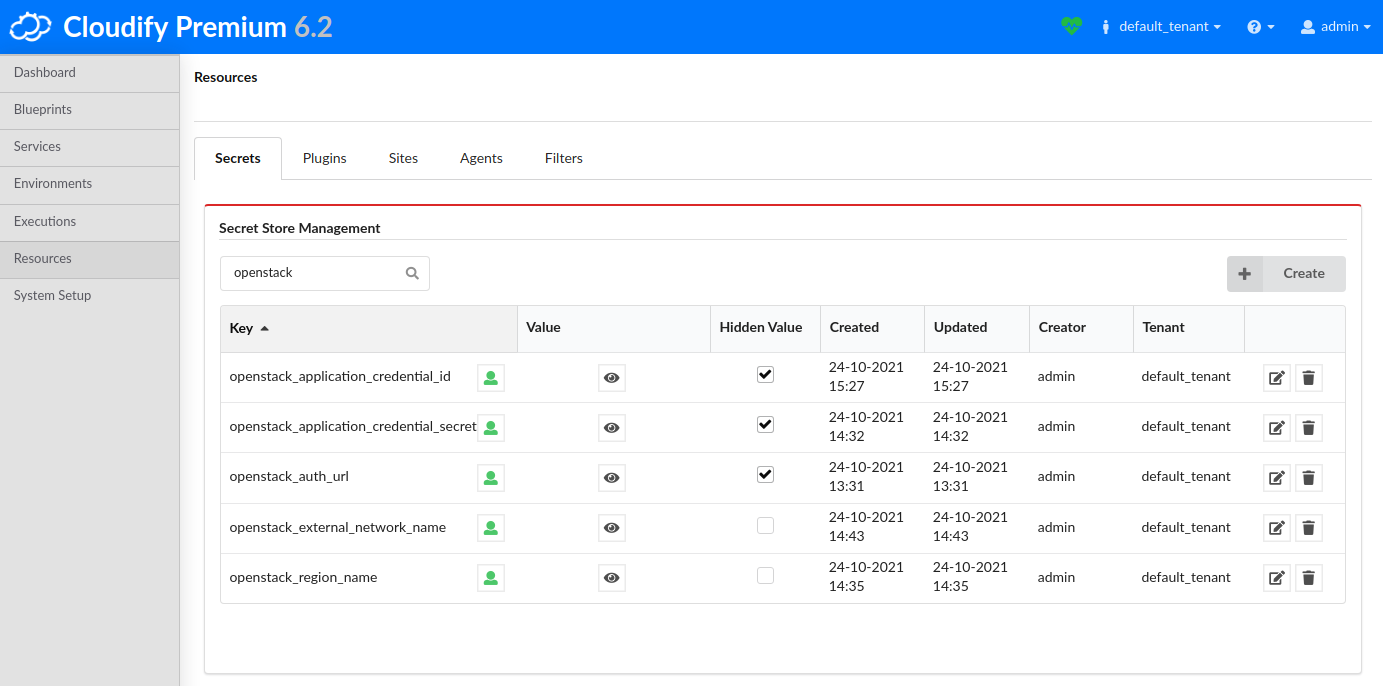 Cloudify Premium 6.2
default_tenant
admin
Dashboard
Blueprints
Services
Environments
Executions
Resources
System Setup
Resources
Secrets Plugins Sites Agents Filters
Secret Store Management
openstack
Create
Key Value Hidden Value Created Updated Creator Tenant
openstack_application_credential_id 24-10-2021 15:27 24-10-2021 15:27 admin default_tenant
openstack_application_credential_secret 24-10-2021 14:32 24-10-2021 14:32 admin default_tenant
openstack_auth_url 24-10-2021 13:31 24-10-2021 13:31 admin default_tenant
openstack_external_network_name 24-10-2021 14:43 24-10-2021 14:43 admin default_tenant
openstack_region_name 24-10-2021 14:35 24-10-2021 14:35 admin default_tenant